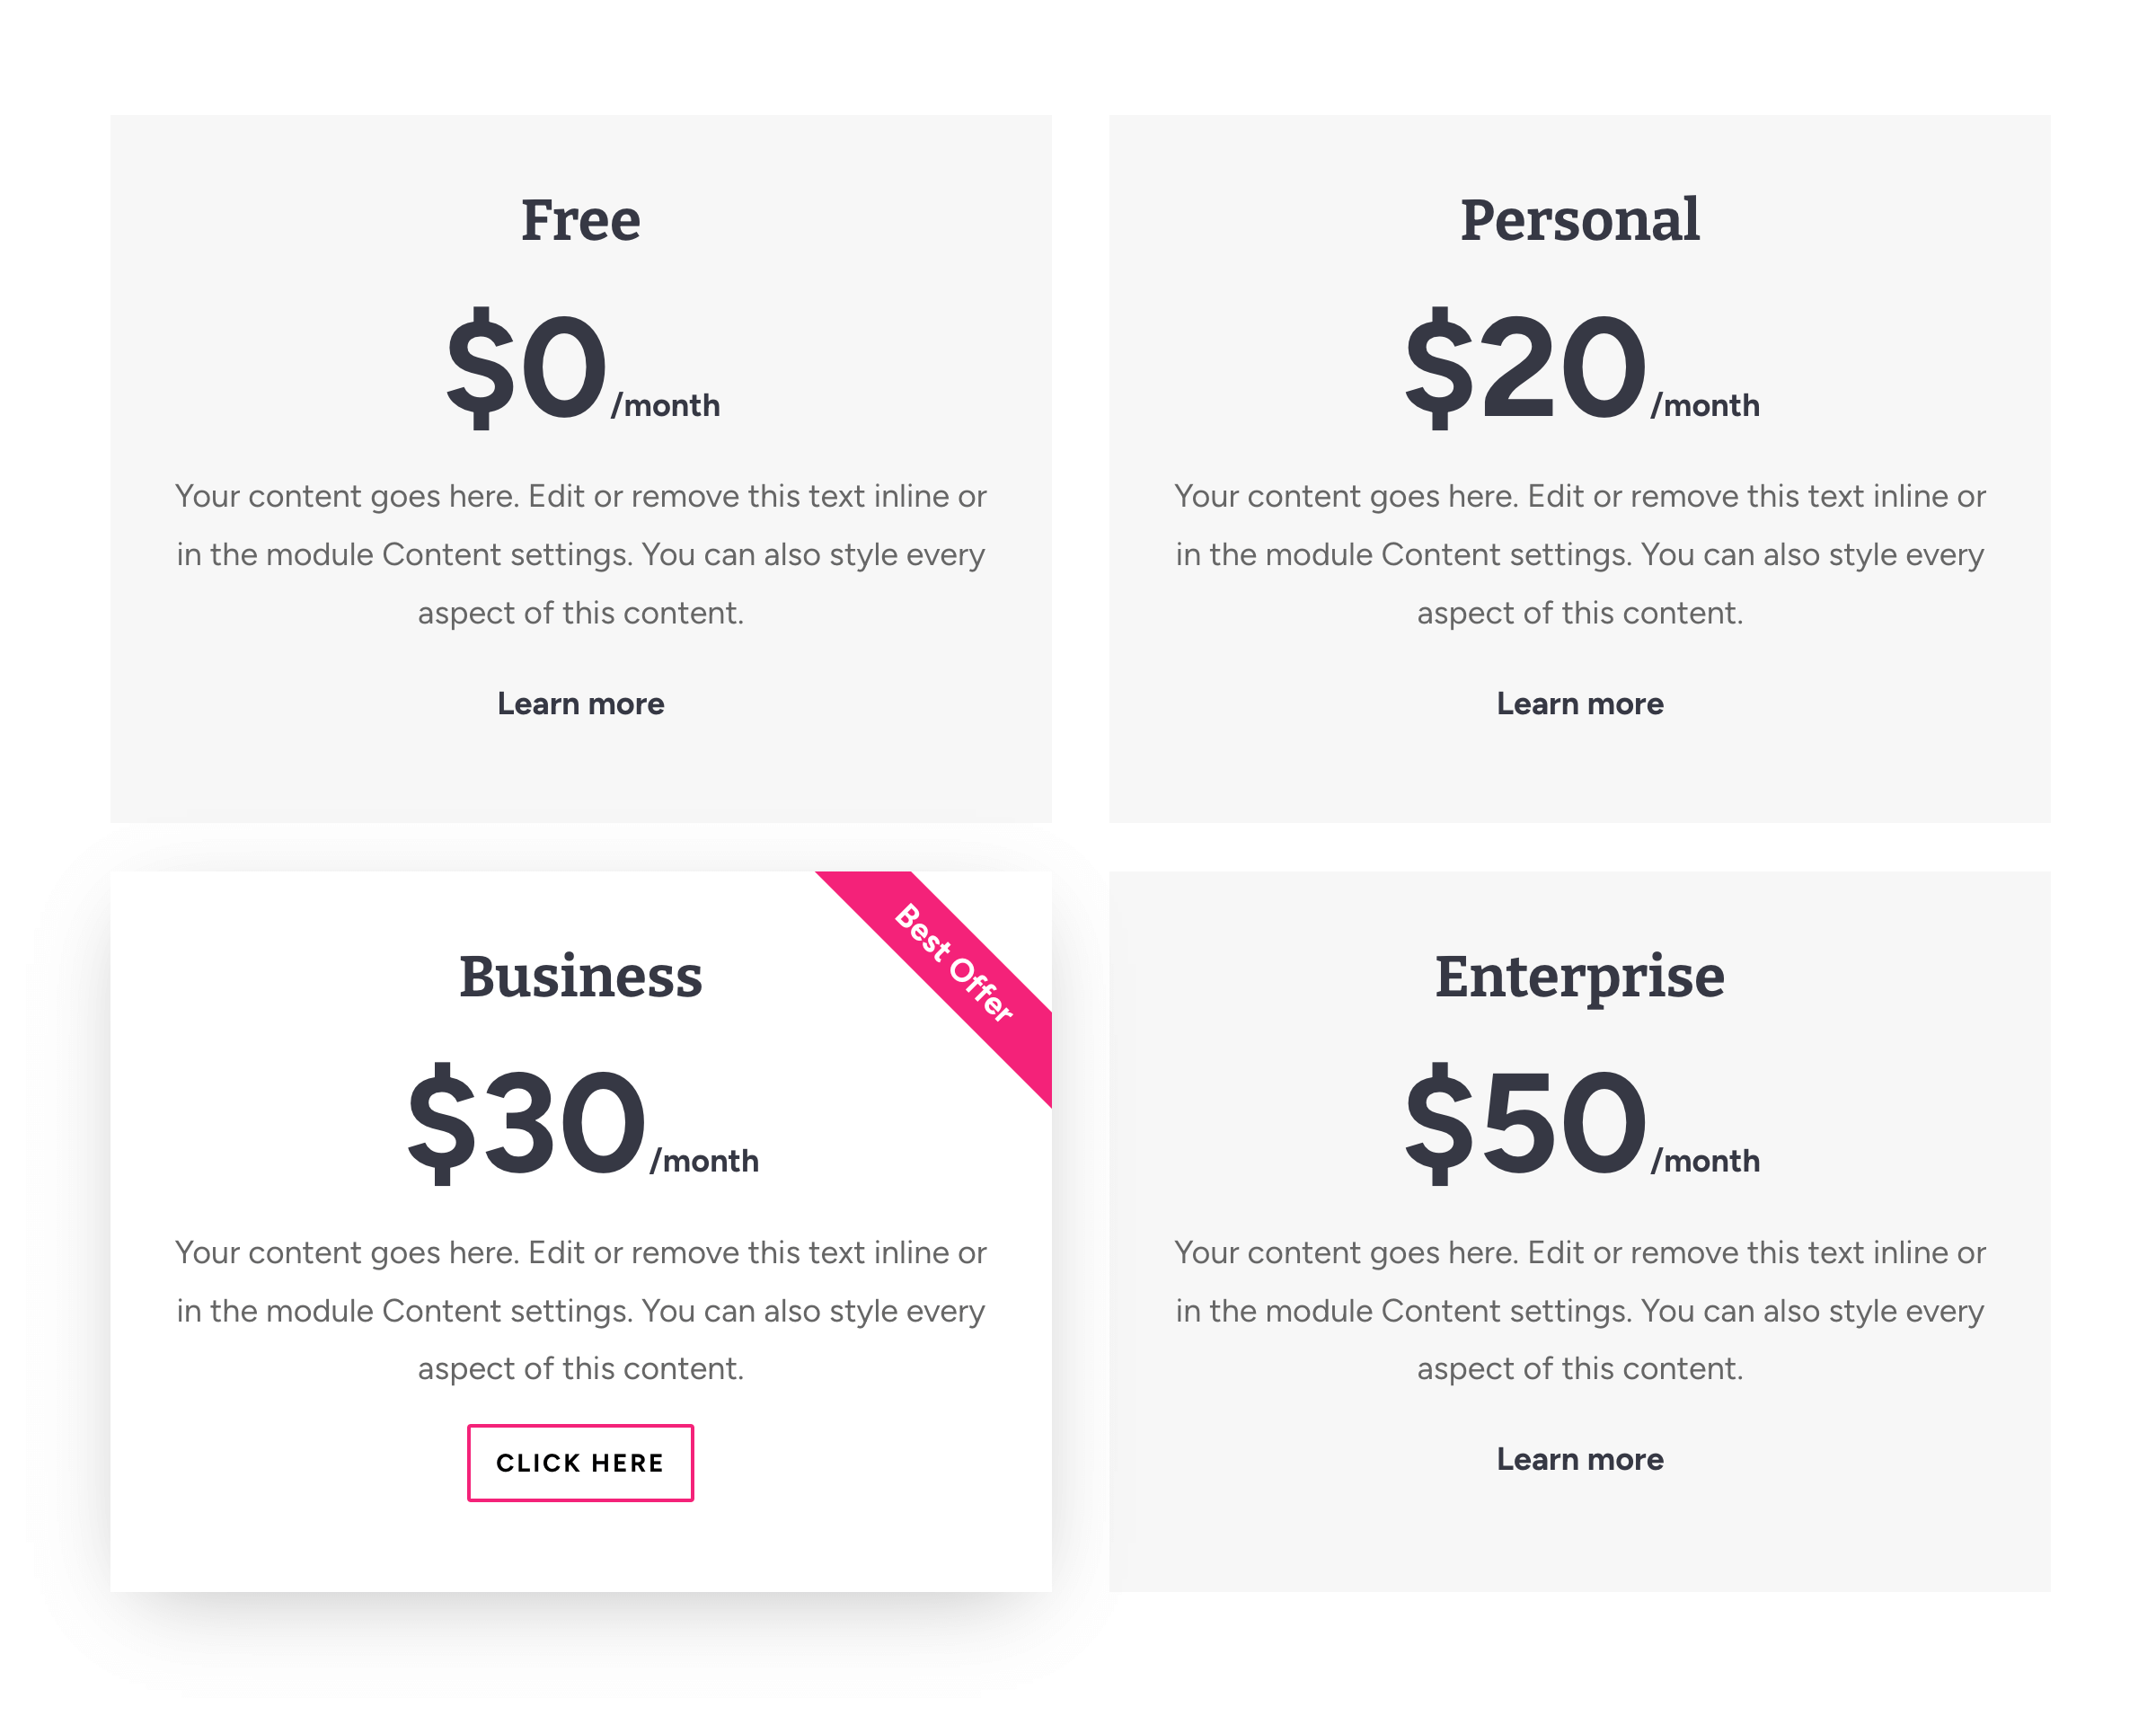 Free
$0/month
Your content goes here. Edit or remove this text inline or
in the module Content settings. You can also style every
aspect of this content.
Learn more
Personal
$20/month
Your content goes here. Edit or remove this text inline or
in the module Content settings. You can also style every
aspect of this content.
Learn more
Best Offer
Business
$30/month
Your content goes here. Edit or remove this text inline or
in the module Content settings. You can also style every
aspect of this content.
CLICK HERE
Enterprise
$50/month
Your content goes here. Edit or remove this text inline or
in the module Content settings. You can also style every
aspect of this content.
Learn more